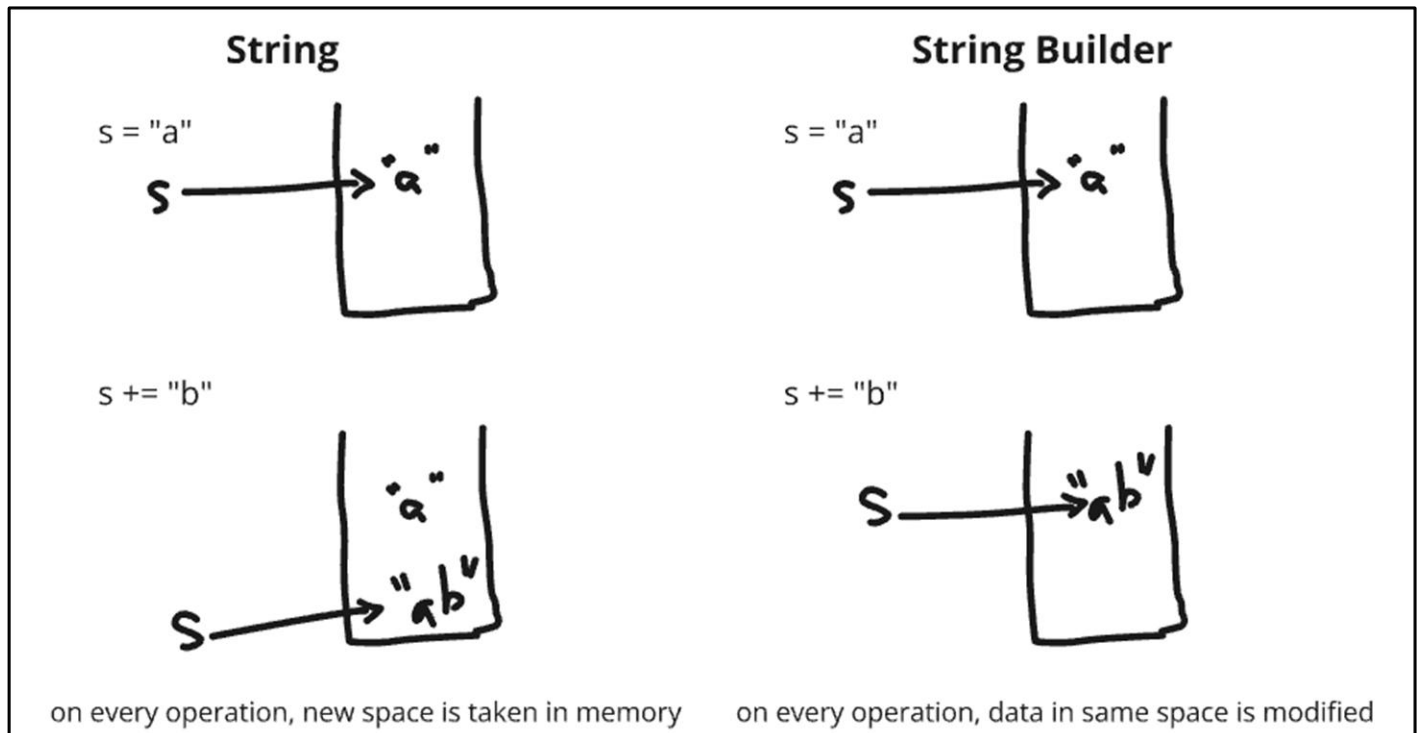 String
s = "a"
s
"a"
s += "b"
"a"
s
"ab"
on every operation, new space is taken in memory
String Builder
s = "a"
s
"a"
s += "b"
s
"ab"
on every operation, data in same space is modified